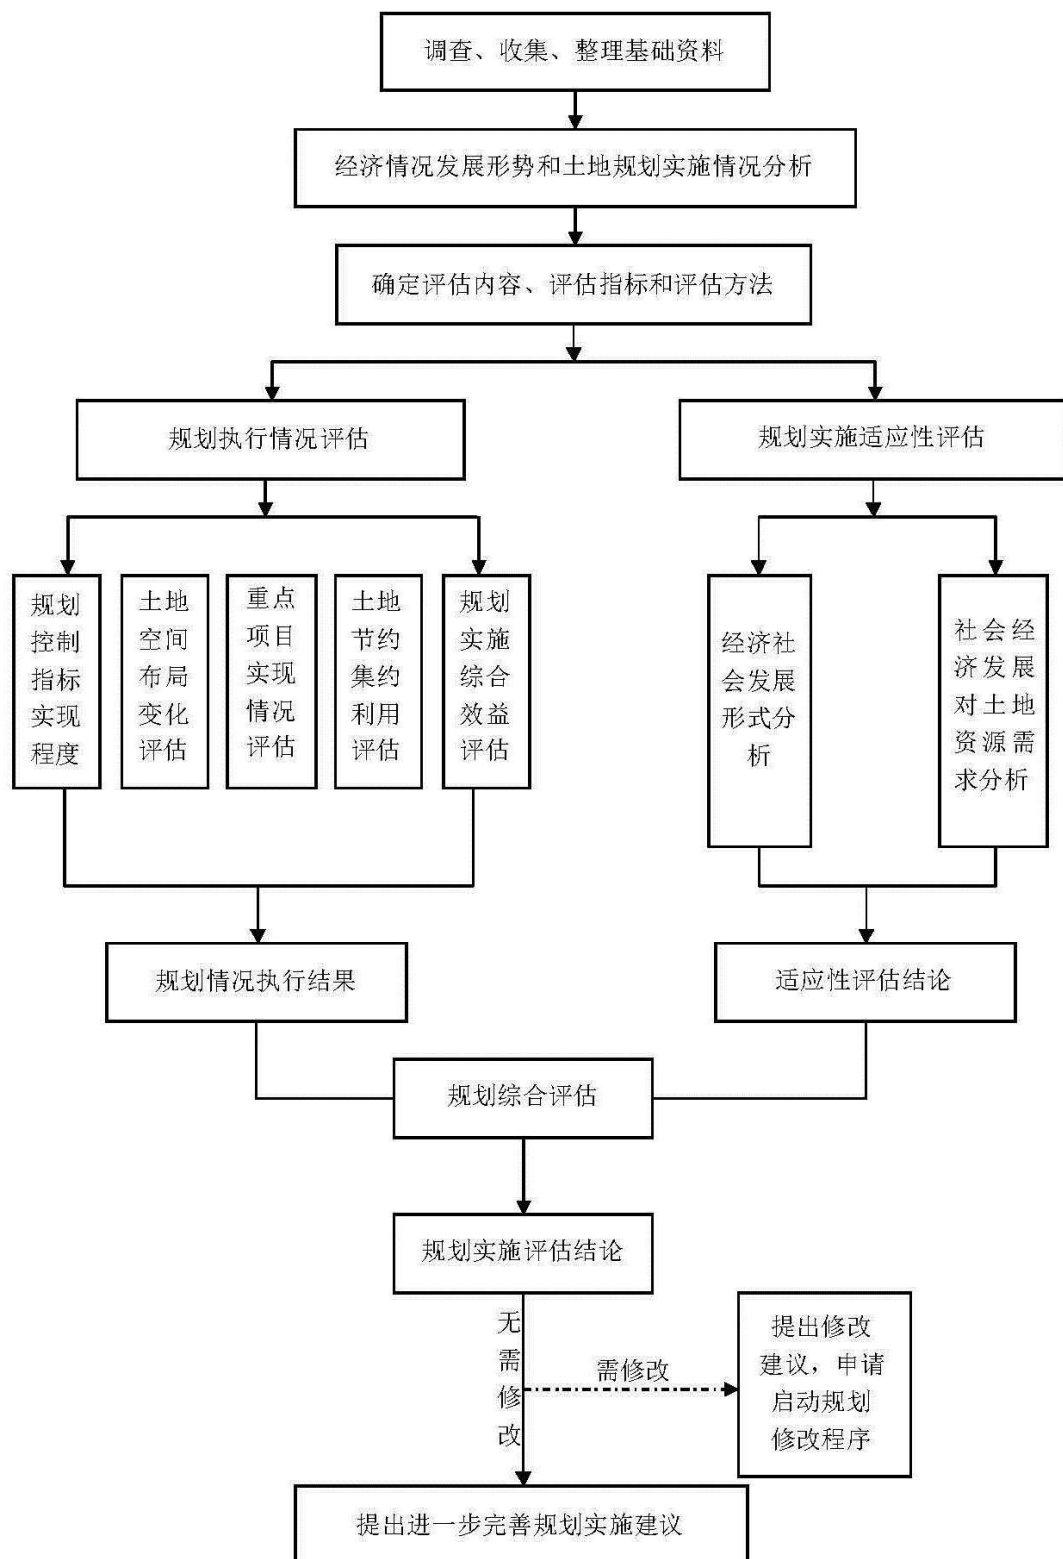 调查、收集、整理基础资料
经济情况发展形势和土地规划实施情况分析
确定评估内容、评估指标和评估方法
规划执行情况评估
规划实施适应性评估
规划
控制
指标
实现
程度
土地
空间
布局
变化
评估
重点
项目
实现
情况
评估
土地
节约
集约
利用
评估
规划
实施
综合
效益
评估
经济社
会发展
形式分
析
社会经
济发展
对土地
资源需
求分析
规划情况执行结果
适应性评估结论
规划综合评估
规划实施评估结论
无
需
修
改
需修改
提出修改
建议，申请
启动规划
修改程序
提出进一步完善规划实施建议